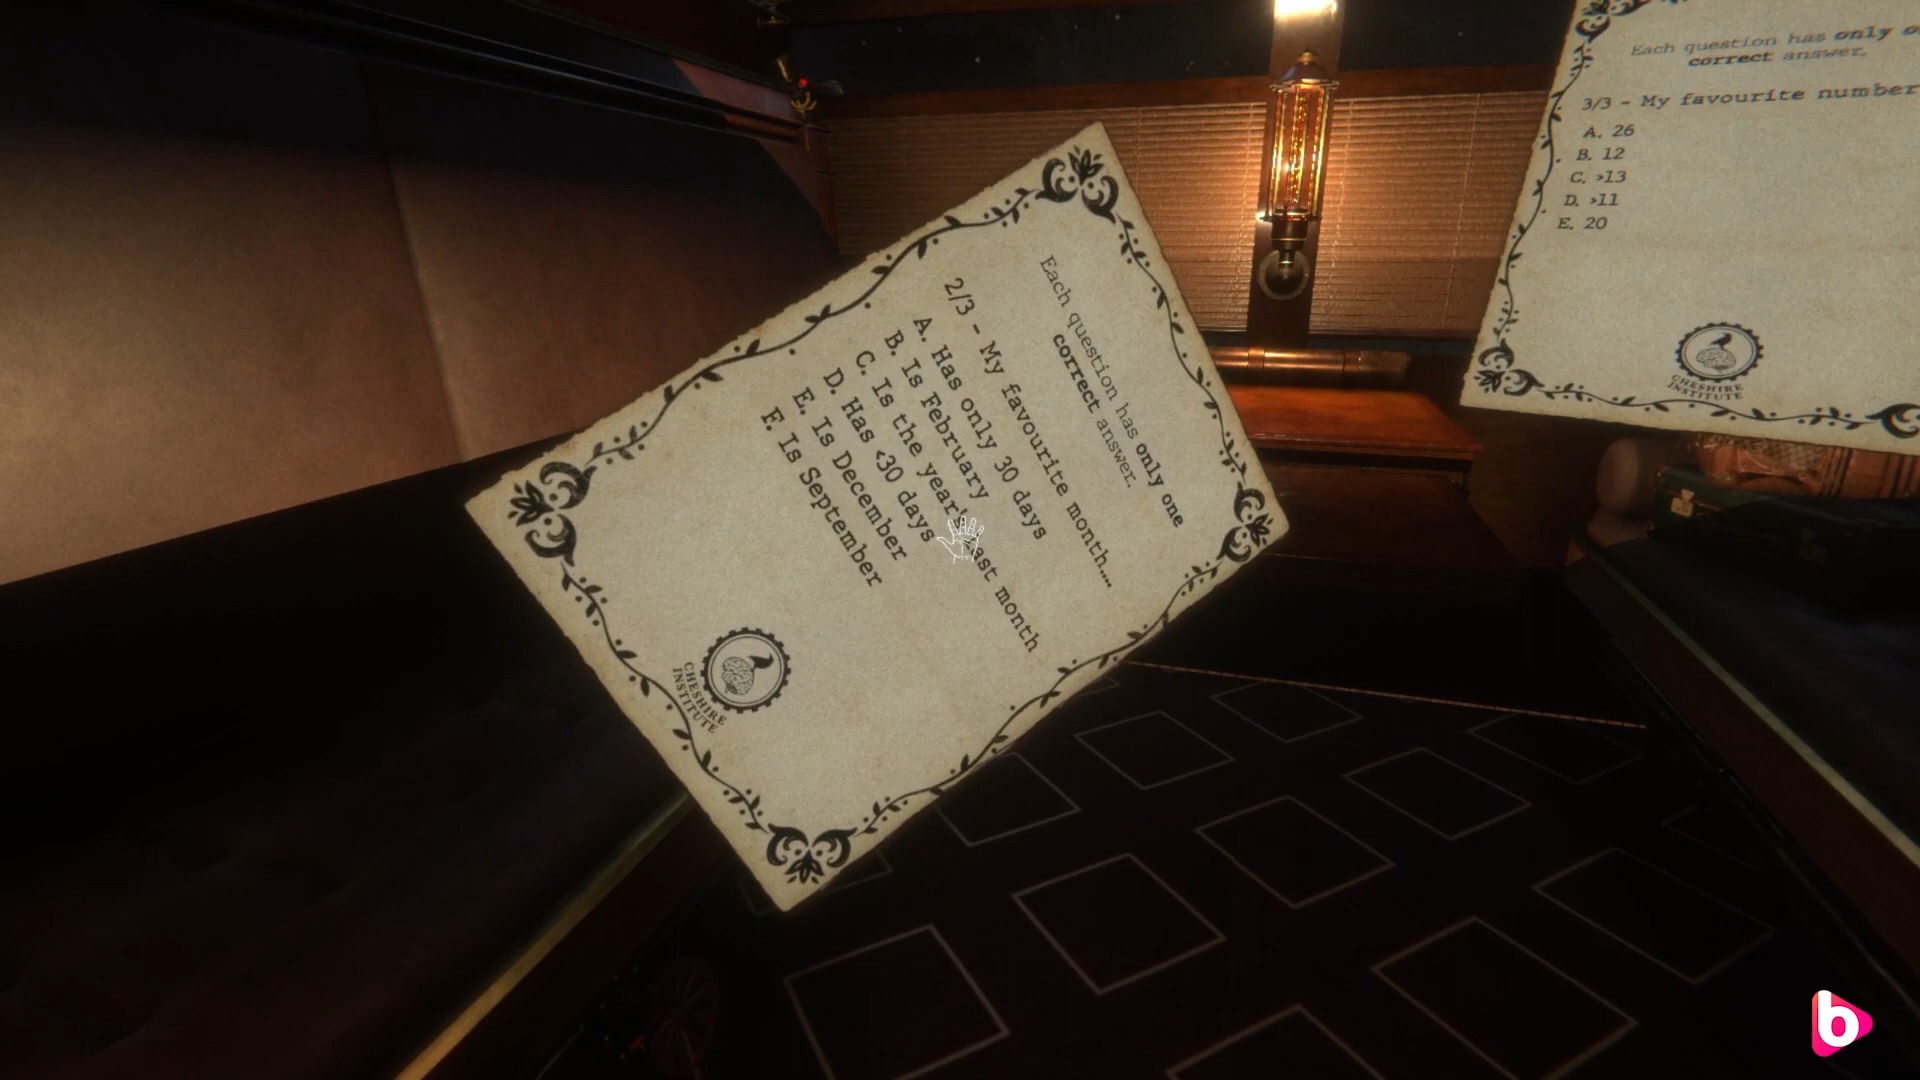 Each question has only one
correct answer.
2/3 - My favourite month....
A. Has only 30 days
B. Is February
C. Is the year's last month
D. Has <30 days
E. Is December
F. Is September
CHESHIRE
INSTITUTE
Each question has only
correct answer.
3/3 - My favourite number
A. 26
B. 12
C. >13
D. >11
E. 20
CHESHIRE
INSTITUTE
b